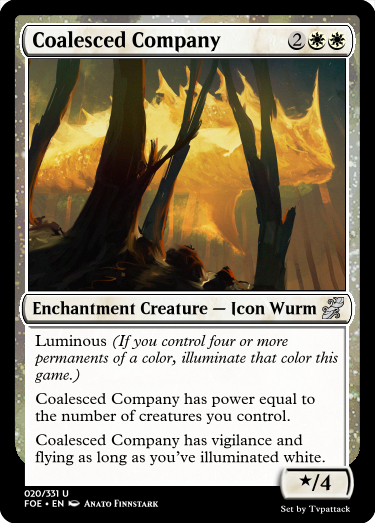 Coalesced Company 2
Enchantment Creature — Icon Wurm
Luminous (If you control four or more
permanents of a color, illuminate that color this
game.)
Coalesced Company has power equal to
the number of creatures you control.
Coalesced Company has vigilance and
flying as long as you've illuminated white.
★/4
020/331 U
FOE • EN Anato Finnstark
Set by Tvpattack